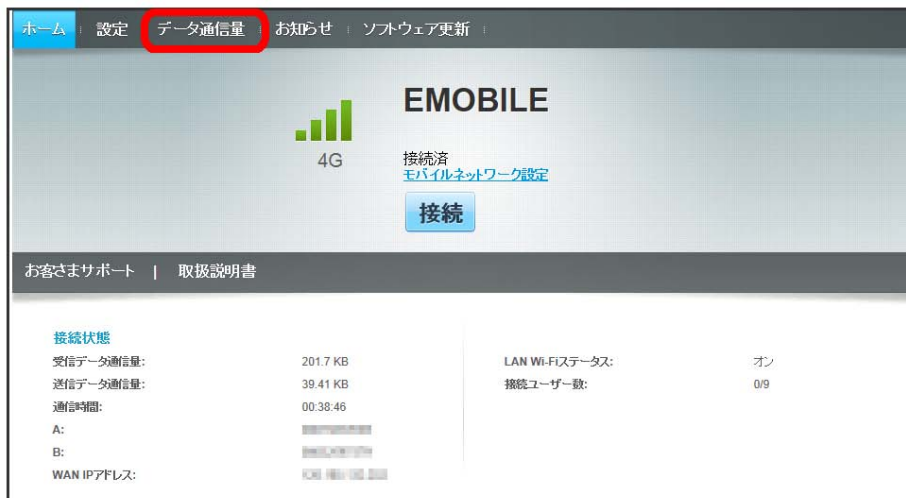 ホーム 設定 データ通信量 お知らせ ソフトウェア更新
EMOBILE
4G
接続済
モバイルネットワーク設定
接続
お客さまサポート | 取扱説明書
接続状態
受信データ通信量: 201.7 KB LAN Wi-Fiステータス: オン
送信データ通信量: 39.41 KB 接続ユーザー数: 0/9
通信時間: 00:38:46
A:
B:
WAN IPアドレス: